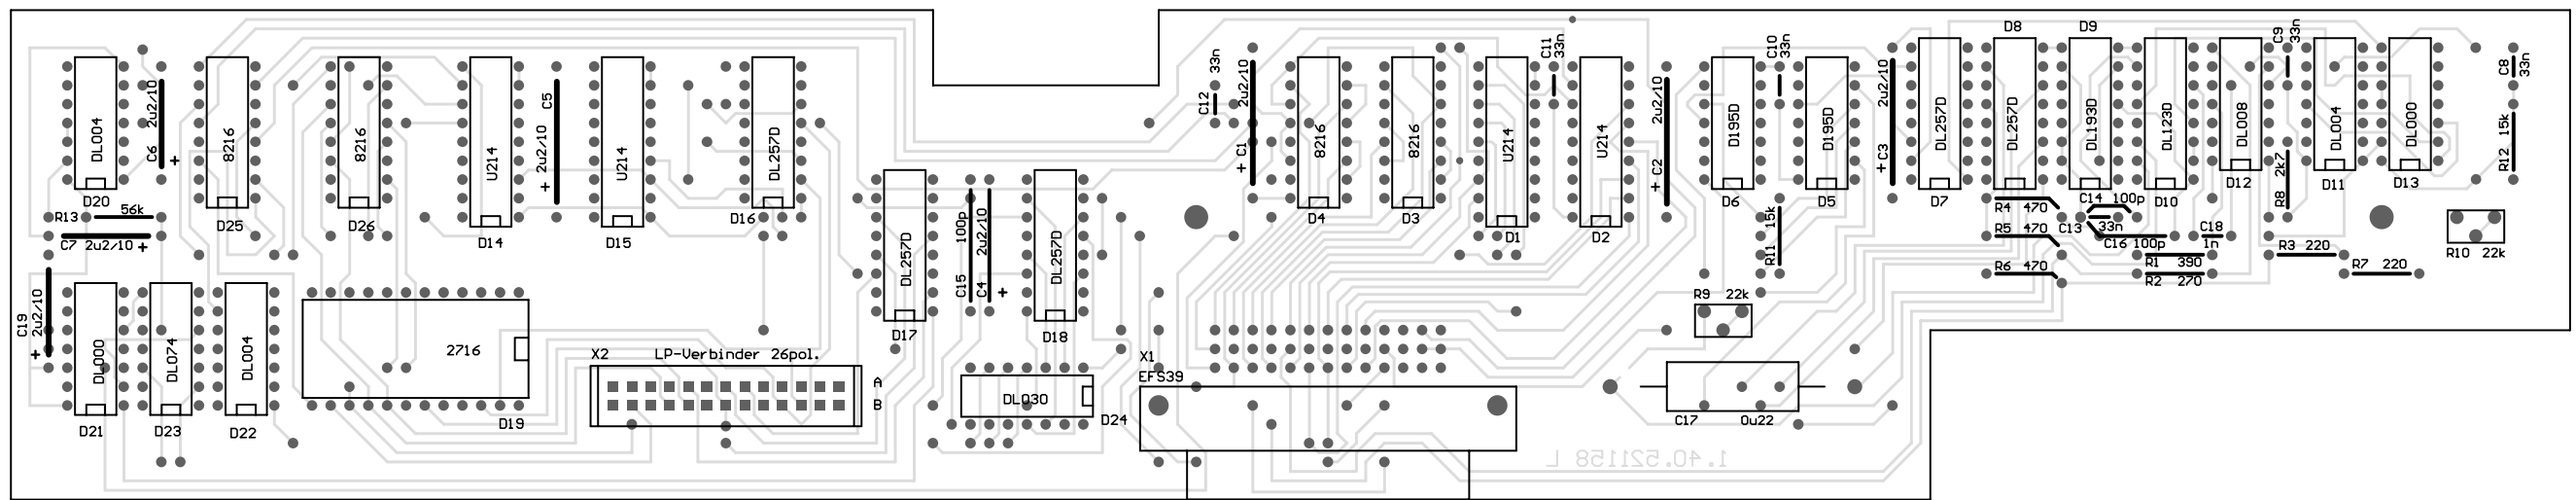 DL004
D20
C6
2u2/10
+
8216
D25
8216
D26
U214
D14
C5
2u2/10
+
U214
D15
DL257D
D16
R13
56k
C7
2u2/10
+
C19
2u2/10
+
DL000
D21
DL074
D23
DL004
D22
2716
D19
X2
LP-Verbinder 26pol.
A
B
DL257D
D17
C15
100p
C4
2u2/10
+
DL257D
D18
DL030
D24
X1
EFS39
C12
33n
C1
2u2/10
+
8216
D4
8216
D3
U214
D1
C11
33n
U214
D2
C2
2u2/10
+
D195D
D6
C10
33n
D195D
D5
R11
15k
R9
22k
C17
0u22
1.40.521158 L
C3
2u2/10
+
DL257D
D7
D8
DL257D
D9
DL193D
DL123D
D10
DL008
D12
C9
33n
R8
2k7
DL004
D11
DL000
D13
C8
33n
R12
15k
R4
470
R5
470
R6
470
C14
100p
C13
33n
C16
100p
C18
1n
R1
390
R2
270
R3
220
R7
220
R10
22k